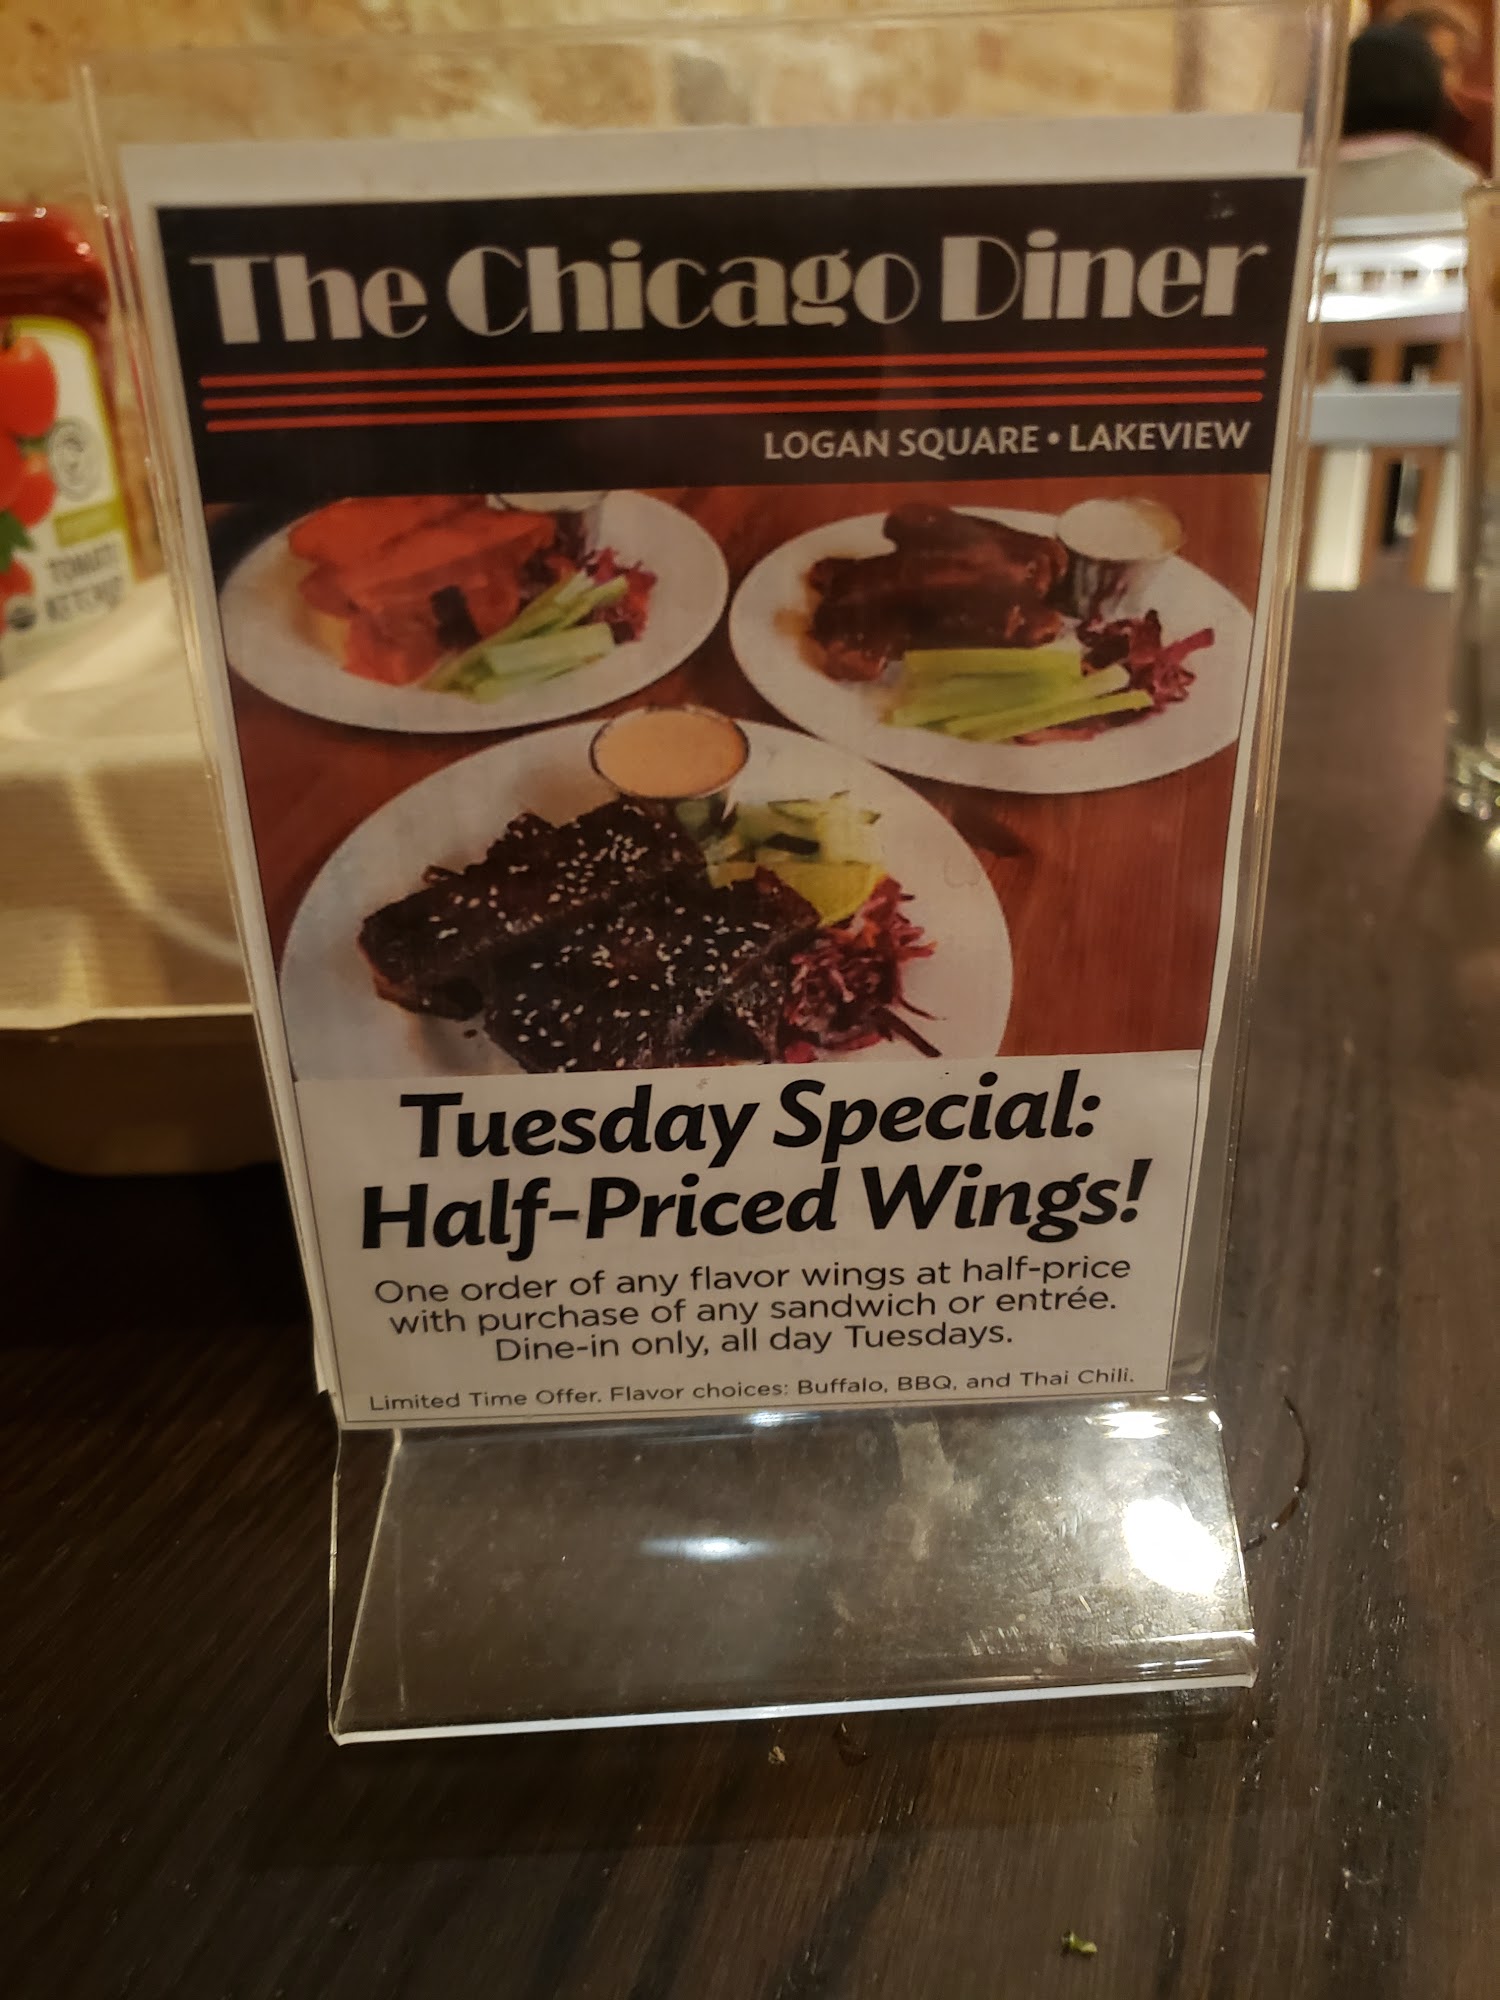 The Chicago Diner
LOGAN SQUARE • LAKEVIEW
Tuesday Special:
Half-Priced Wings!
One order of any flavor wings at half-price
with purchase of any sandwich or entrée.
Dine-in only, all day Tuesdays.
Limited Time Offer. Flavor choices: Buffalo, BBQ, and Thai Chili.
TOMATO
KETCHUP